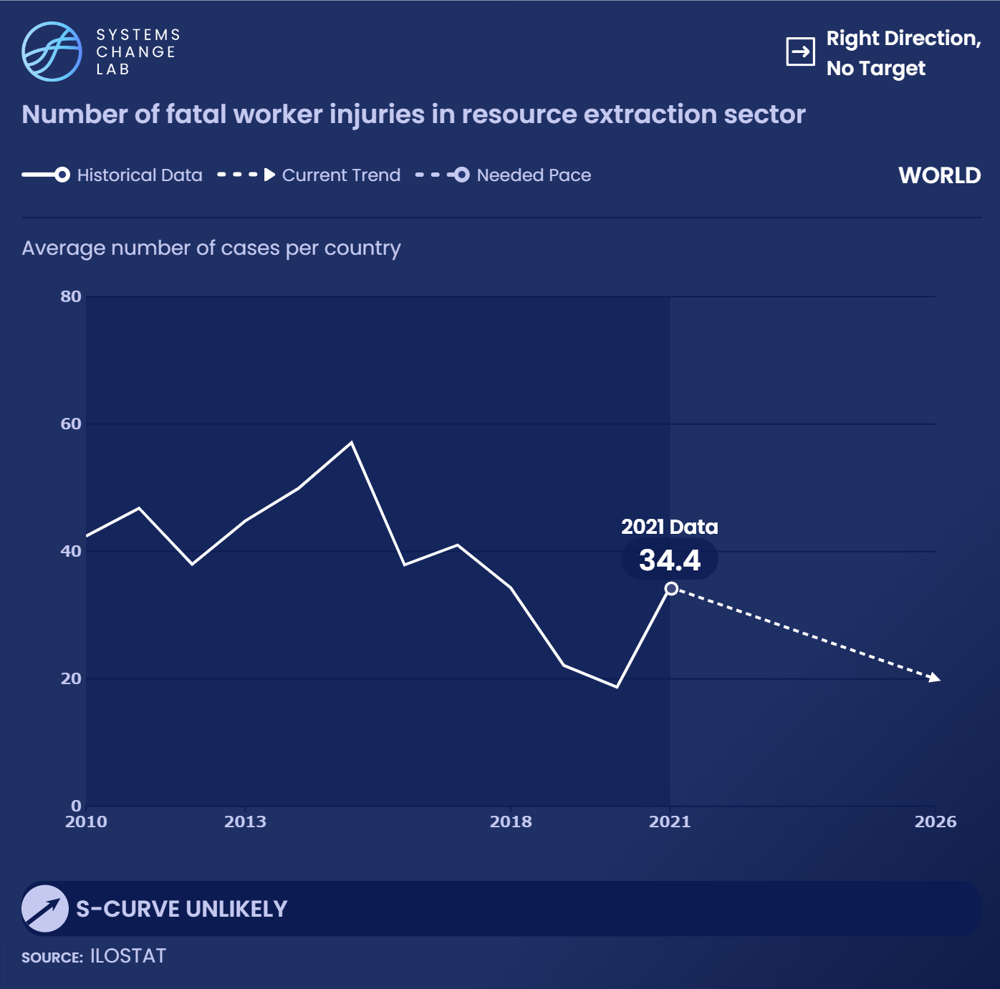 SYSTEMS
CHANGE
LAB
Right Direction,
No Target
Number of fatal worker injuries in resource extraction sector
Historical Data
Current Trend
Needed Pace
WORLD
Average number of cases per country
80
60
40
20
0
2021 Data
34.4
2010
2013
2018
2021
2026
S-CURVE UNLIKELY
SOURCE: ILOSTAT